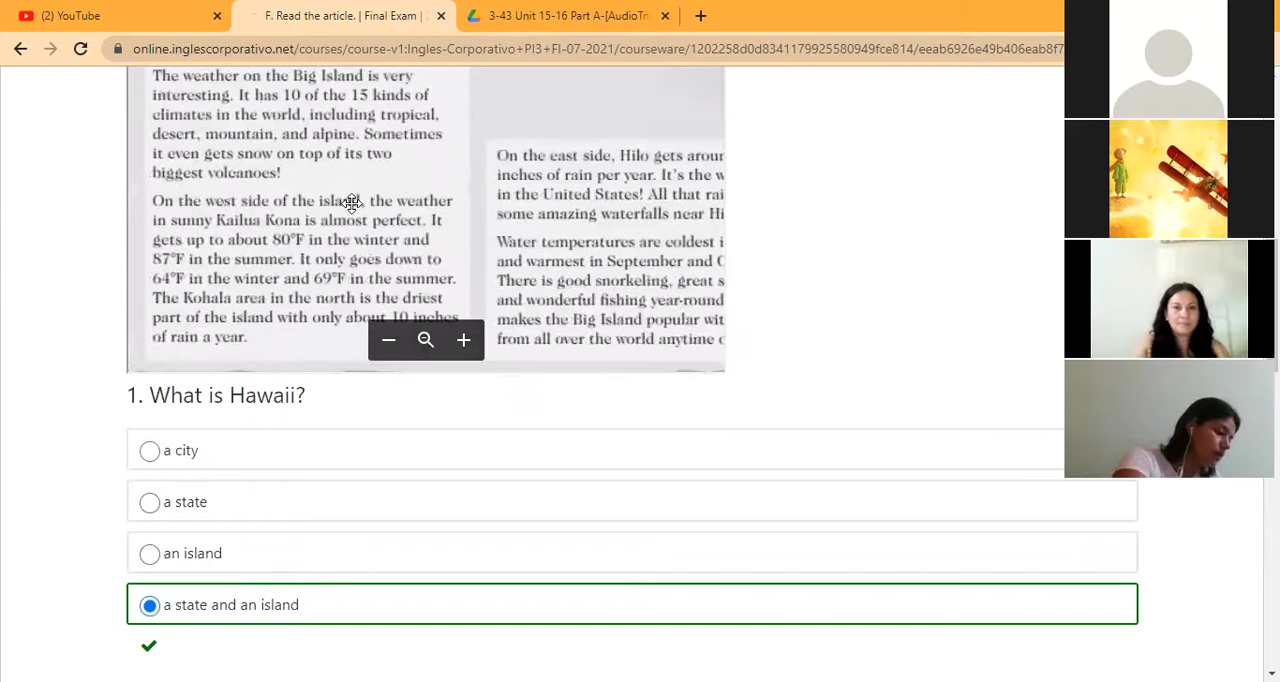 (2) YouTube
F. Read the article. | Final Exam |
3-43 Unit 15-16 Part A-[AudioTri
online.inglescorporativo.net/courses/course-v1:Ingles-Corporativo+PI3+FI-07-2021/courseware/1202258d0d8341179925580949fce814/eeab6926e49b406eab8f7
The weather on the Big Island is very
interesting. It has 10 of the 15 kinds of
climates in the world, including tropical,
desert, mountain, and alpine. Sometimes
it even gets snow on top of its two
biggest volcanoes!
On the west side of the island, the weather
in sunny Kailua Kona is almost perfect. It
gets up to about 80°F in the winter and
87°F in the summer. It only goes down to
64°F in the winter and 69°F in the summer.
The Kohala area in the north is the driest
part of the island with only about 10 inches
of rain a year.
On the east side, Hilo gets aroun
inches of rain per year. It's the w
in the United States! All that rai
some amazing waterfalls near Hi
Water temperatures are coldest i
and warmest in September and O
There is good snorkeling, great s
and wonderful fishing year-round
makes the Big Island popular wit
from all over the world anytime o
1. What is Hawaii?
a city
a state
an island
a state and an island